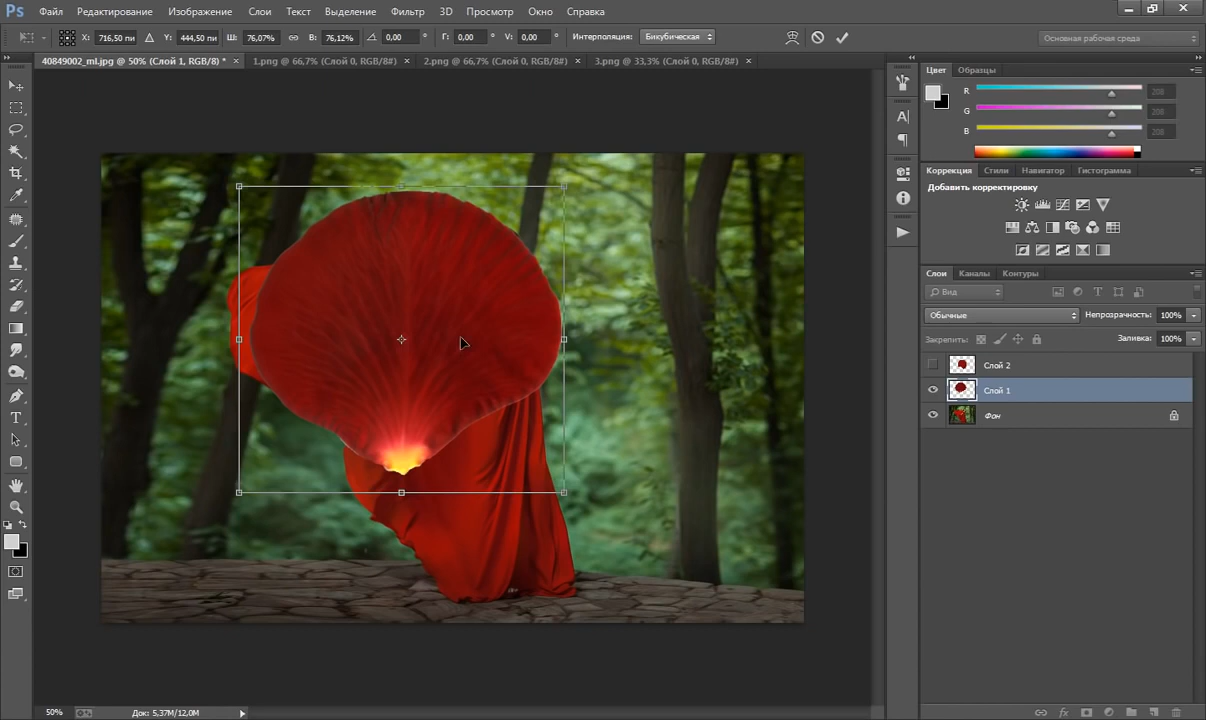 Ps Файл Редактирование Изображение Слои Текст Выделение Фильтр 3D Просмотр Окно Справка
X: 716,50 пи Y: 444,50 пи Ш: 76,07% В: 76,12% 0,00 ° Г: 0,00 ° V: 0,00 ° Интерполяция: Бикубическая Основная рабочая среда
40849002_ml.jpg @ 50% (Слой 1, RGB/8) * × 1.png @ 66,7% (Слой 0, RGB/8#) × 2.png @ 66,7% (Слой 0, RGB/8#) × 3.png @ 33,3% (Слой 0, RGB/8#) ×
Цвет Образцы
R 208
G 208
B 208
Коррекция Стили Навигатор Гистограмма
Добавить корректировку
Слои Каналы Контуры
Вид
Обычные Непрозрачность: 100%
Закрепить: Заливка: 100%
Слой 2
Слой 1
Фон
50% Док: 5,37M/12,0M